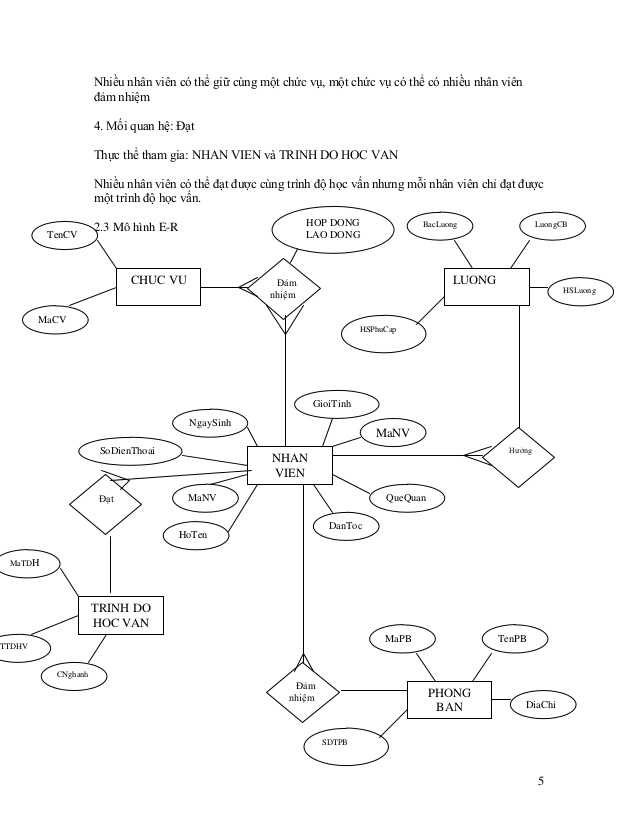 Nhiều nhân viên có thể giữ cùng một chức vụ, một chức vụ có thể có nhiều nhân viên
đảm nhiệm
4. Mối quan hệ: Đạt
Thực thể tham gia: NHAN VIEN và TRINH DO HOC VAN
Nhiều nhân viên có thể đạt được cùng trình độ học vấn nhưng mỗi nhân viên chỉ đạt được
một trình độ học vấn.
2.3 Mô hình E-R
TenCV
HOP DONG
LAO DONG
BacLuong
LuongCB
CHUC VU
Đảm
nhiệm
LUONG
HSLuong
MaCV
HSPhuCap
GioiTinh
NgaySinh
MaNV
SoDienThoai
NHAN
VIEN
Hưởng
Đạt
MaNV
QueQuan
HoTen
DanToc
MaTDH
TRINH DO
HOC VAN
TTDHV
CNghanh
MaPB
TenPB
Đảm
nhiệm
PHONG
BAN
DiaChi
SDTPB
5